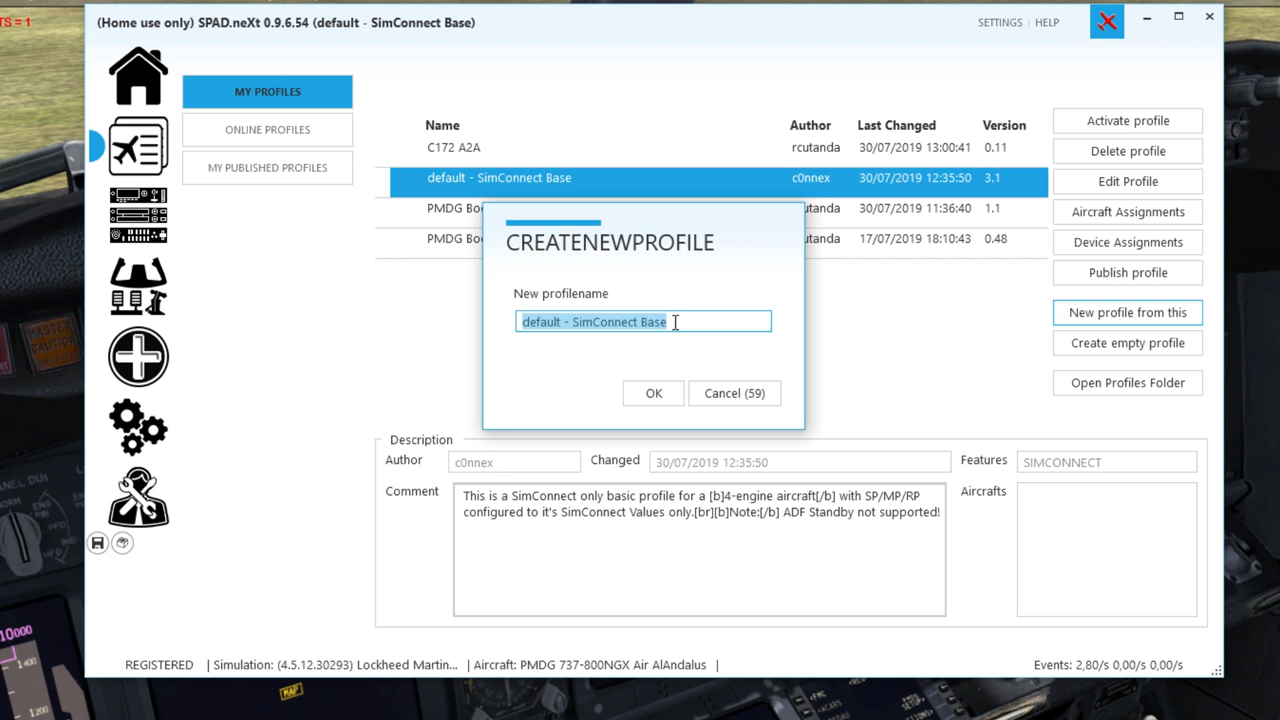 TS = 1
(Home use only) SPAD.neXt 0.9.6.54 (default - SimConnect Base)
SETTINGS | HELP
MY PROFILES
ONLINE PROFILES
MY PUBLISHED PROFILES
Name Author Last Changed Version
C172 A2A rcutanda 30/07/2019 13:00:41 0.11
default - SimConnect Base c0nnex 30/07/2019 12:35:50 3.1
PMDG Bo utanda 30/07/2019 11:36:40 1.1
PMDG Bo utanda 17/07/2019 18:10:43 0.48
Activate profile
Delete profile
Edit Profile
Aircraft Assignments
Device Assignments
Publish profile
New profile from this
Create empty profile
Open Profiles Folder
CREATENEWPROFILE
New profilename
default - SimConnect Base
OK Cancel (59)
Description
Author c0nnex Changed 30/07/2019 12:35:50 Features SIMCONNECT
Comment This is a SimConnect only basic profile for a [b]4-engine aircraft[/b] with SP/MP/RP Aircrafts
configured to it's SimConnect Values only.[br][b]Note:[/b] ADF Standby not supported!
REGISTERED | Simulation: (4.5.12.30293) Lockheed Martin... | Aircraft: PMDG 737-800NGX Air AlAndalus | Events: 2,80/s 0,00/s 0,00/s
MASTER
CAUTION
10000
1400
1200
MAP